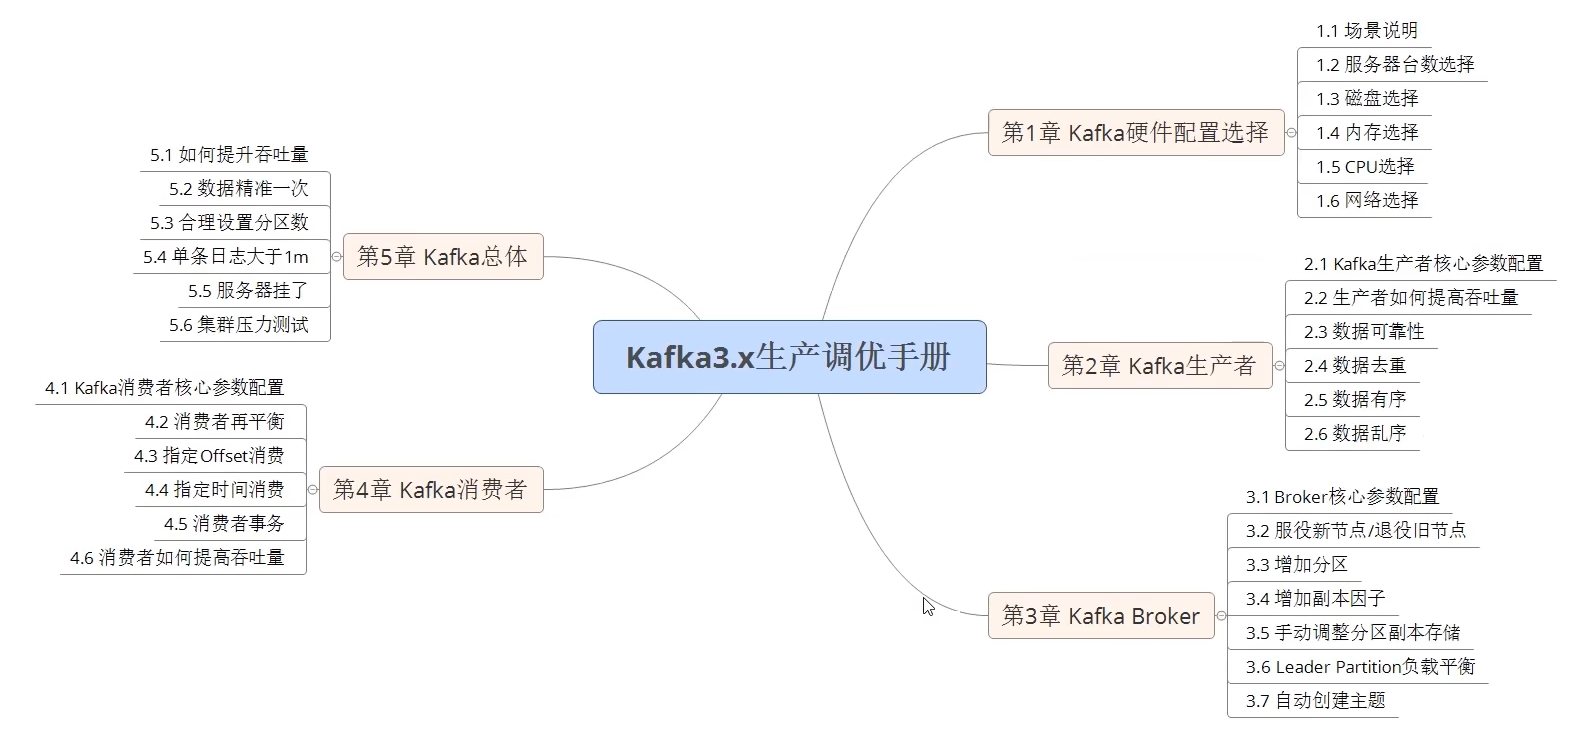 Kafka3.x生产调优手册
第1章 Kafka硬件配置选择
1.1 场景说明
1.2 服务器台数选择
1.3 磁盘选择
1.4 内存选择
1.5 CPU选择
1.6 网络选择
第2章 Kafka生产者
2.1 Kafka生产者核心参数配置
2.2 生产者如何提高吞吐量
2.3 数据可靠性
2.4 数据去重
2.5 数据有序
2.6 数据乱序
第3章 Kafka Broker
3.1 Broker核心参数配置
3.2 服役新节点/退役旧节点
3.3 增加分区
3.4 增加副本因子
3.5 手动调整分区副本存储
3.6 Leader Partition负载平衡
3.7 自动创建主题
第4章 Kafka消费者
4.1 Kafka消费者核心参数配置
4.2 消费者再平衡
4.3 指定Offset消费
4.4 指定时间消费
4.5 消费者事务
4.6 消费者如何提高吞吐量
第5章 Kafka总体
5.1 如何提升吞吐量
5.2 数据精准一次
5.3 合理设置分区数
5.4 单条日志大于1m
5.5 服务器挂了
5.6 集群压力测试